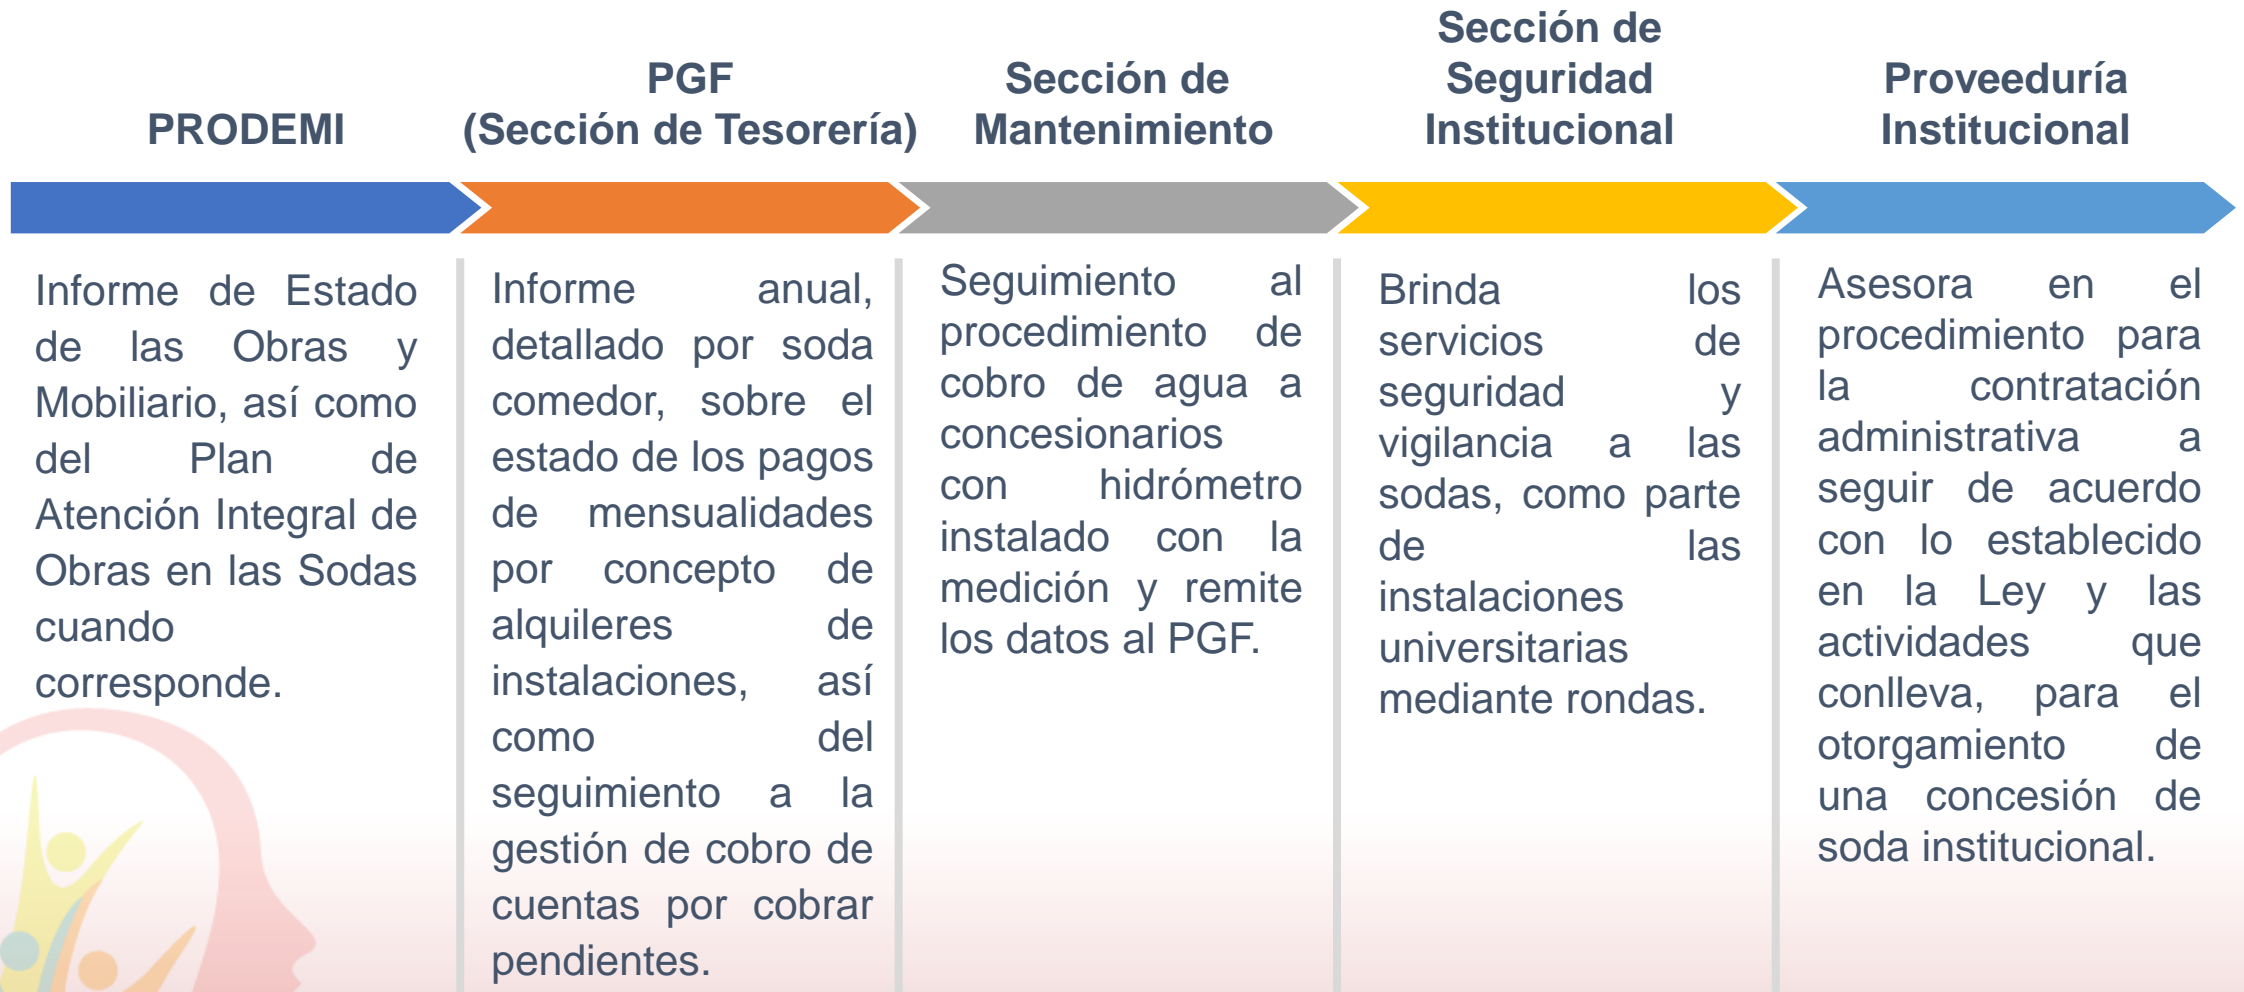 PRODEMI
Informe de Estado
de las Obras y
Mobiliario, así como
del Plan de
Atención Integral de
Obras en las Sodas
cuando
corresponde.
PGF
(Sección de Tesorería)
Informe anual,
detallado por soda
comedor, sobre el
estado de los pagos
de mensualidades
por concepto de
alquileres de
instalaciones, así
como del
seguimiento a la
gestión de cobro de
cuentas por cobrar
pendientes.
Sección de
Mantenimiento
Seguimiento al
procedimiento de
cobro de agua a
concesionarios
con hidrómetro
instalado con la
medición y remite
los datos al PGF.
Sección de
Seguridad
Institucional
Brinda los
servicios de
seguridad y
vigilancia a las
sodas, como parte
de las
instalaciones
universitarias
mediante rondas.
Proveeduría
Institucional
Asesora en el
procedimiento para
la contratación
administrativa a
seguir de acuerdo
con lo establecido
en la Ley y las
actividades que
conlleva, para el
otorgamiento de
una concesión de
soda institucional.